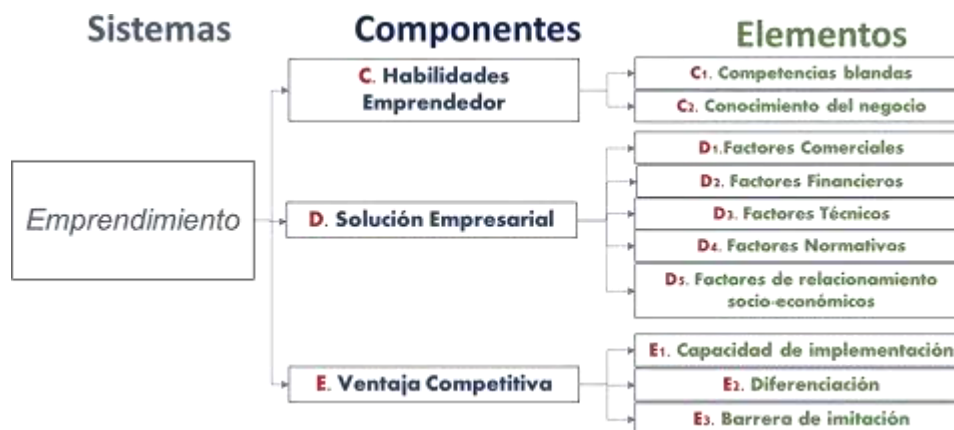 Sistemas
Componentes
Elementos
Emprendimiento
C. Habilidades
Emprendedor
C1. Competencias blandas
C2. Conocimiento del negocio
D. Solución Empresarial
D1.Factores Comerciales
D2. Factores Financieros
D3. Factores Técnicos
D4. Factores Normativos
D5. Factores de relacionamiento
socio-económicos
E. Ventaja Competitiva
E1. Capacidad de implementación
E2. Diferenciación
E3. Barrera de imitación